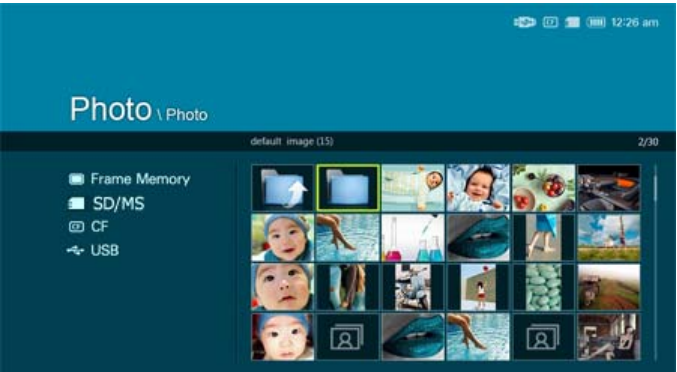 12:26 am
Photo \ Photo
default image (15) 2/30
Frame Memory
SD/MS
CF
USB